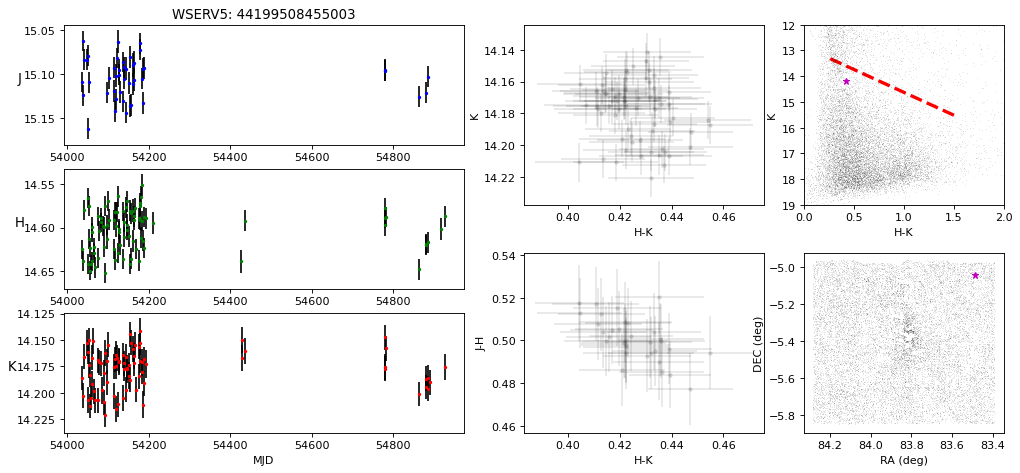 WSERV5: 44199508455003
15.05
15.10
15.15
J
54000 54200 54400 54600 54800
14.55
14.60
14.65
H
54000 54200 54400 54600 54800
14.125
14.150
14.175
14.200
14.225
K
54000 54200 54400 54600 54800
MJD
14.14
14.16
14.18
14.20
14.22
K
0.40 0.42 0.44 0.46
H-K
0.54
0.52
0.50
0.48
0.46
J-H
0.40 0.42 0.44 0.46
H-K
12
13
14
15
16
17
18
19
K
0.0 0.5 1.0 1.5 2.0
H-K
−5.0
−5.2
−5.4
−5.6
−5.8
DEC (deg)
84.2 84.0 83.8 83.6 83.4
RA (deg)